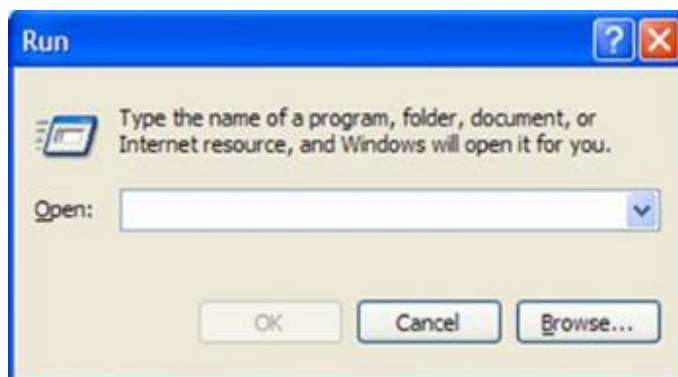 Run
Type the name of a program, folder, document, or
Internet resource, and Windows will open it for you.
Open:
OK
Cancel
Browse...